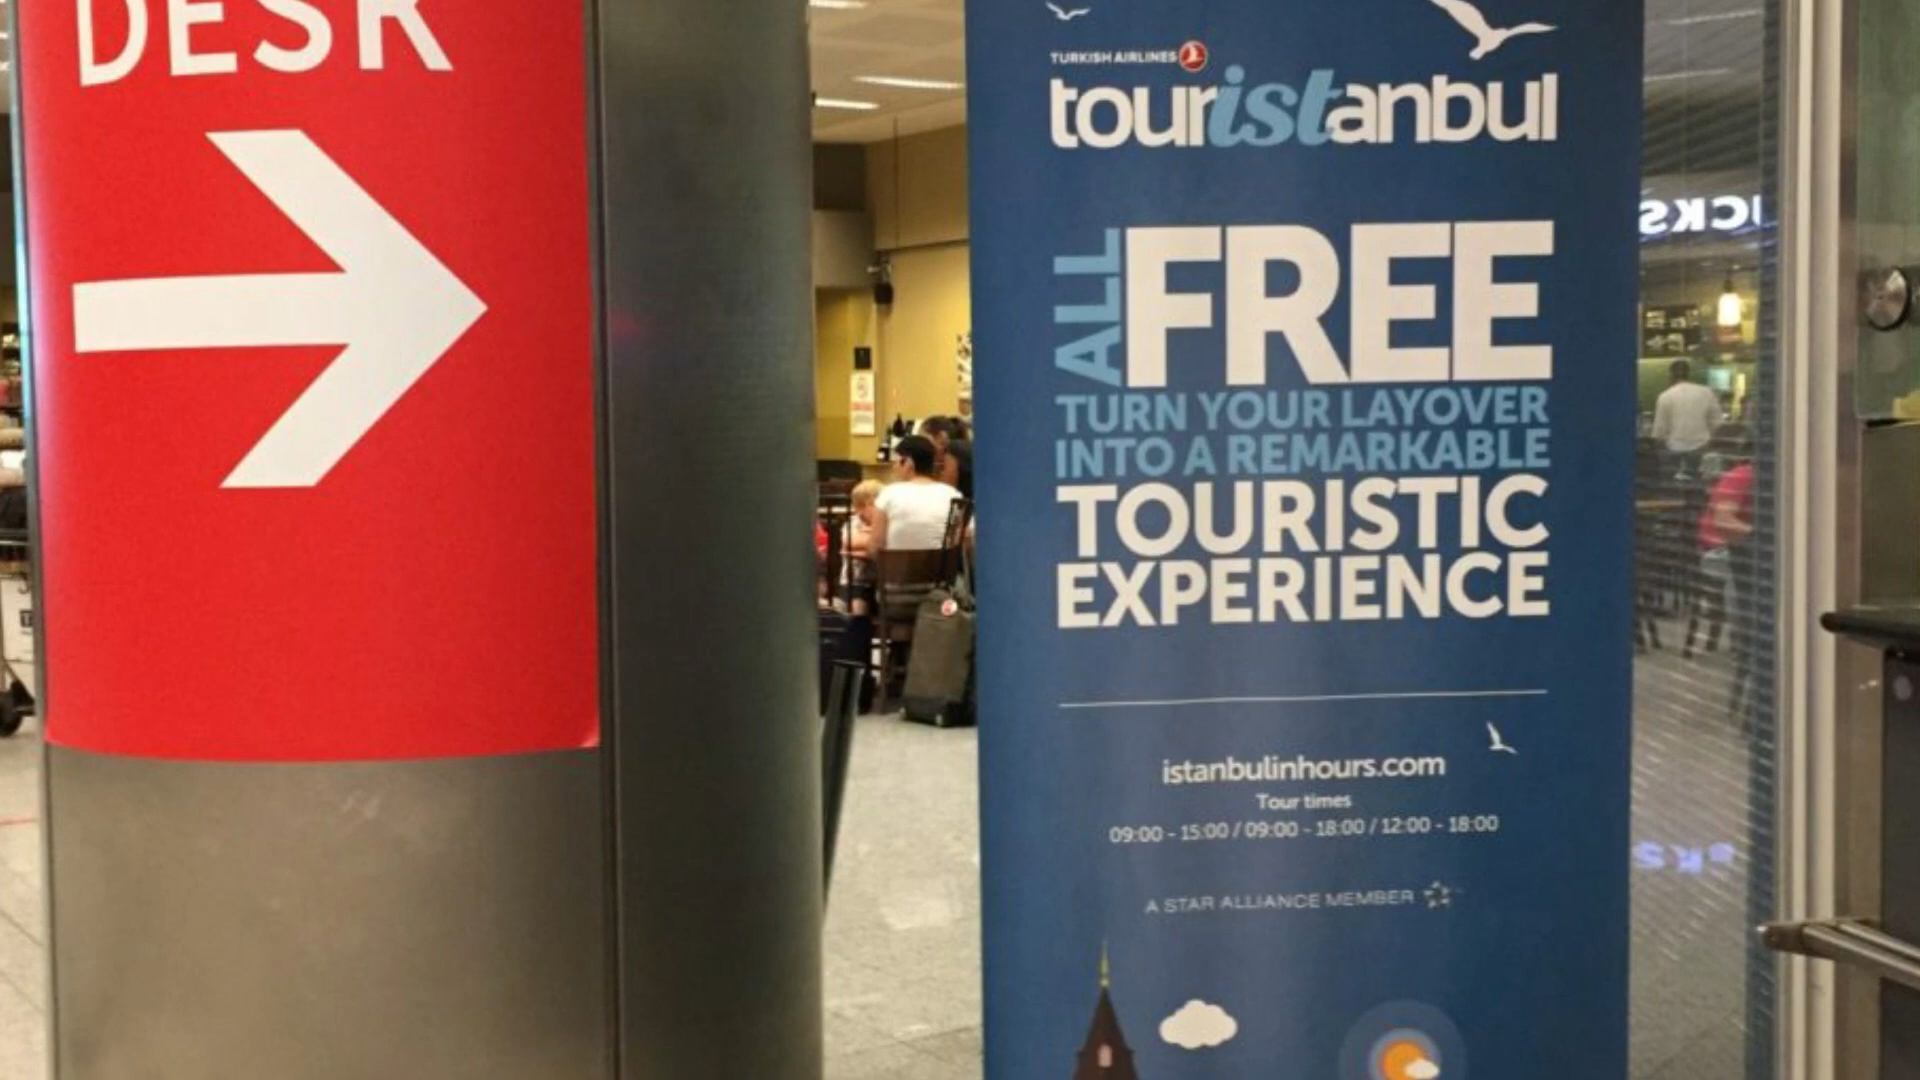 DESK
TURKISH AIRLINES
touristanbul
ALL FREE
TURN YOUR LAYOVER
INTO A REMARKABLE
TOURISTIC
EXPERIENCE
istanbulinhours.com
Tour times
09:00 - 15:00 / 09:00 - 18:00 / 12:00 - 18:00
A STAR ALLIANCE MEMBER